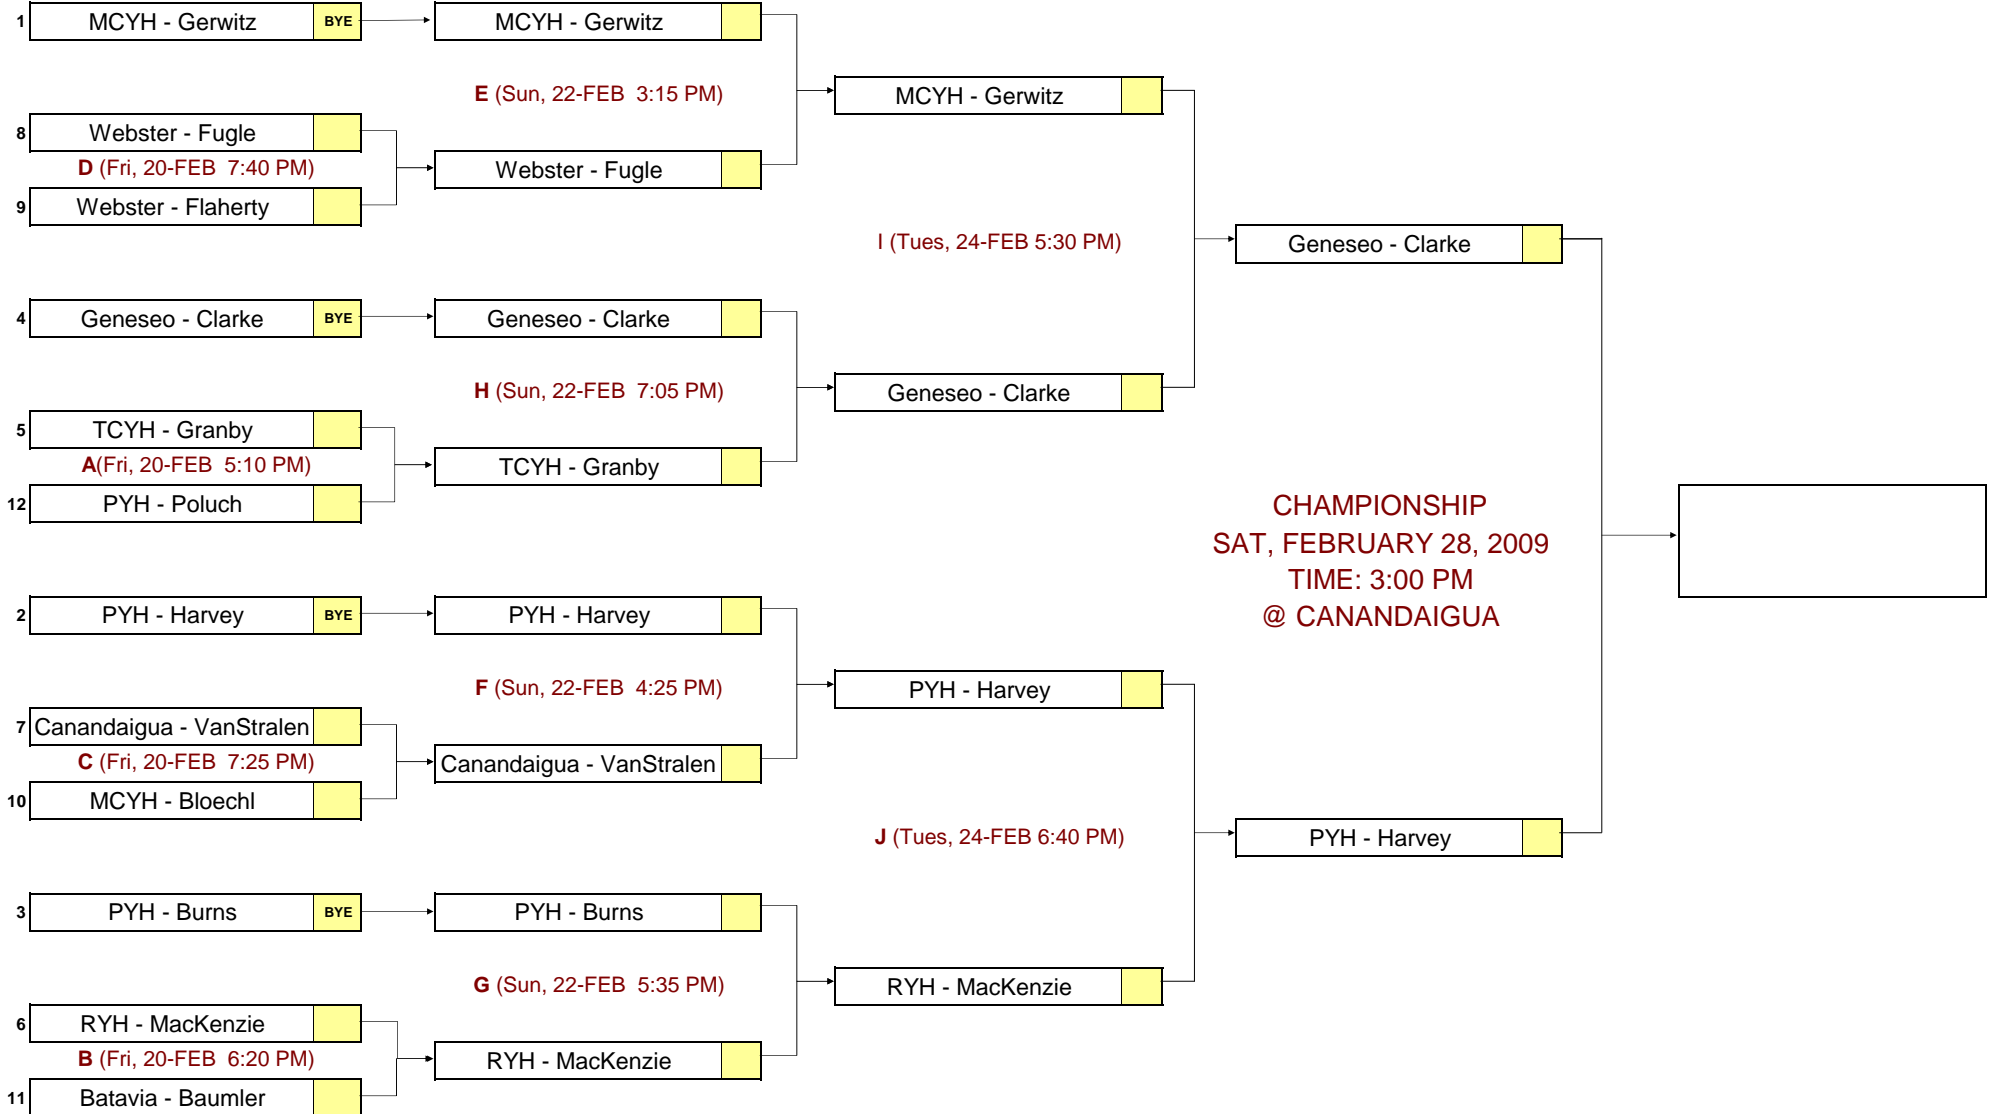 1 MCYH - Gerwitz BYE MCYH - Gerwitz
E (Sun, 22-FEB 3:15 PM) MCYH - Gerwitz
8 Webster - Fugle
D (Fri, 20-FEB 7:40 PM) Webster - Fugle
9 Webster - Flaherty
I (Tues, 24-FEB 5:30 PM) Geneseo - Clarke
4 Geneseo - Clarke BYE Geneseo - Clarke
H (Sun, 22-FEB 7:05 PM) Geneseo - Clarke
5 TCYH - Granby
A(Fri, 20-FEB 5:10 PM) TCYH - Granby
12 PYH - Poluch
CHAMPIONSHIP
SAT, FEBRUARY 28, 2009
TIME: 3:00 PM
@ CANANDAIGUA
2 PYH - Harvey BYE PYH - Harvey
F (Sun, 22-FEB 4:25 PM) PYH - Harvey
7 Canandaigua - VanStralen
C (Fri, 20-FEB 7:25 PM) Canandaigua - VanStralen
10 MCYH - Bloechl
J (Tues, 24-FEB 6:40 PM) PYH - Harvey
3 PYH - Burns BYE PYH - Burns
G (Sun, 22-FEB 5:35 PM) RYH - MacKenzie
6 RYH - MacKenzie
B (Fri, 20-FEB 6:20 PM) RYH - MacKenzie
11 Batavia - Baumler